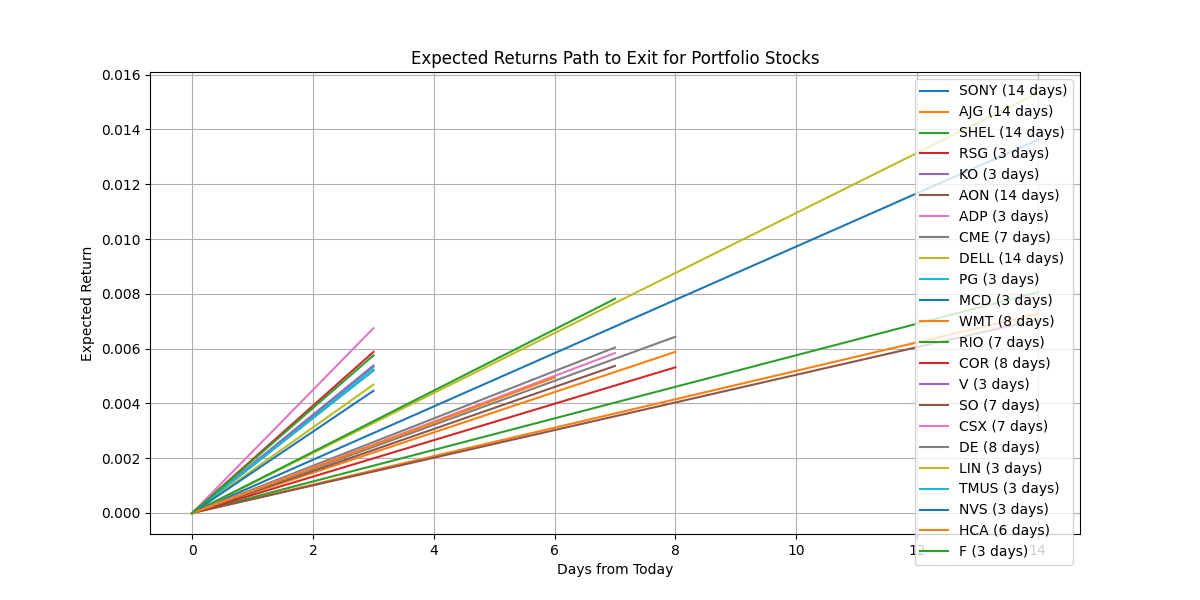 Expected Returns Path to Exit for Portfolio Stocks
Expected Return
0.016
0.014
0.012
0.010
0.008
0.006
0.004
0.002
0.000
0 2 4 6 8 10 12 14
Days from Today
SONY (14 days)
AJG (14 days)
SHEL (14 days)
RSG (3 days)
KO (3 days)
AON (14 days)
ADP (3 days)
CME (7 days)
DELL (14 days)
PG (3 days)
MCD (3 days)
WMT (8 days)
RIO (7 days)
COR (8 days)
V (3 days)
SO (7 days)
CSX (7 days)
DE (8 days)
LIN (3 days)
TMUS (3 days)
NVS (3 days)
HCA (6 days)
F (3 days)